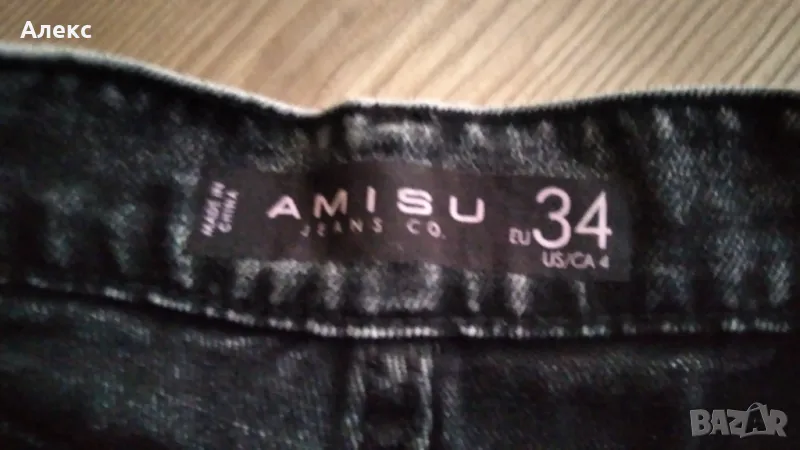 Алекс
MADE IN
CHINA
AMISU
JEANS CO.
EU 34
US/CA 4
BAZAR